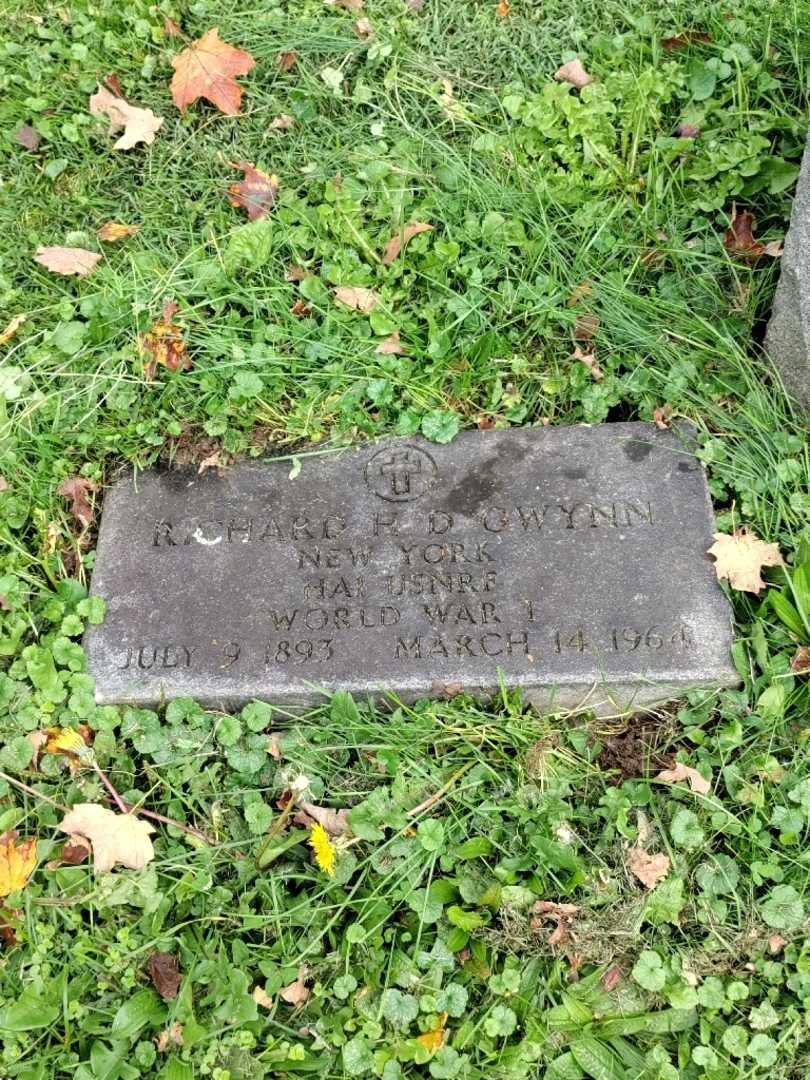 RICHARD H D GWYNN
NEW YORK
HA1 USNRF
WORLD WAR I
JULY 9 1893 MARCH 14 1964